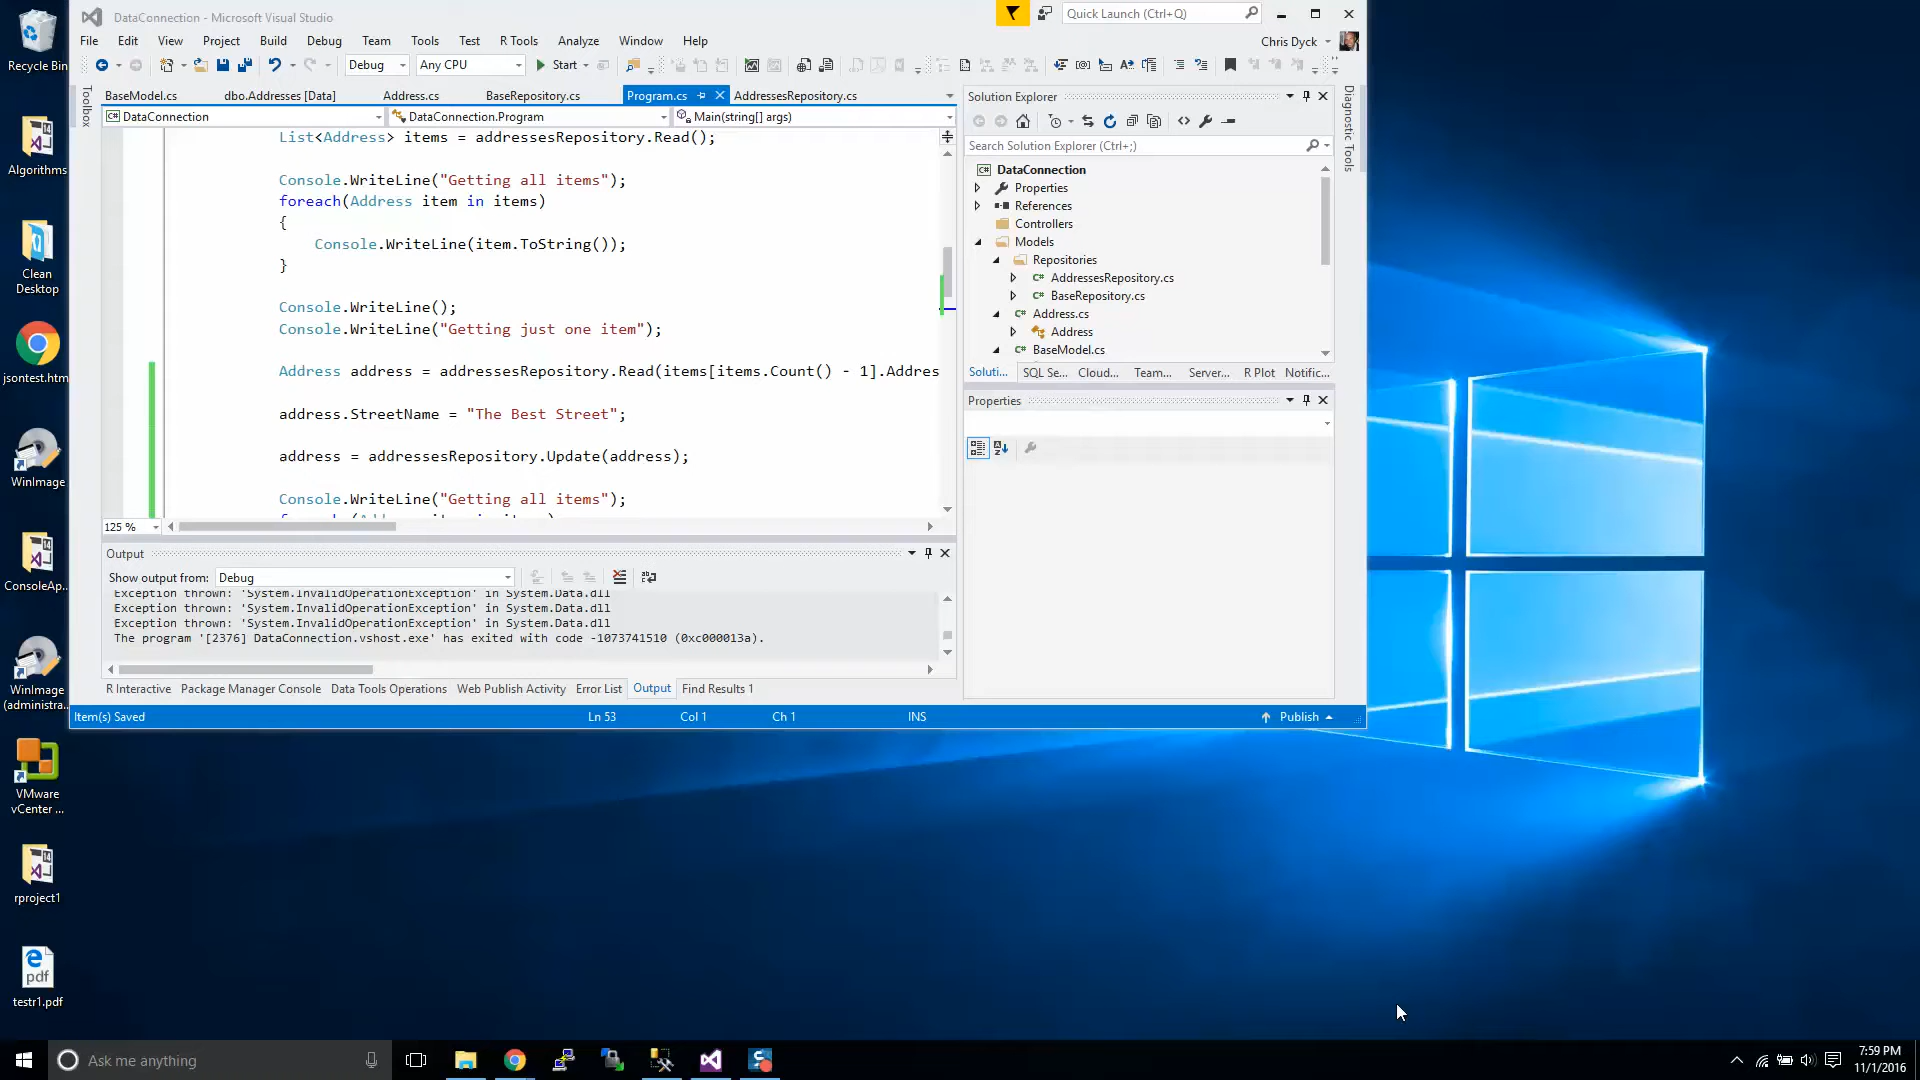 Recycle Bin
Algorithms
Clean
Desktop
jsontest.htm
WinImage
ConsoleAp...
WinImage
(administra...
VMware
vCenter ...
rproject1
pdf
testr1.pdf
DataConnection - Microsoft Visual Studio
Quick Launch (Ctrl+Q)
File Edit View Project Build Debug Team Tools Test R Tools Analyze Window Help
Chris Dyck
Debug Any CPU Start
Toolbox
BaseModel.cs dbo.Addresses [Data] Address.cs BaseRepository.cs Program.cs AddressesRepository.cs
DataConnection DataConnection.Program Main(string[] args)
List<Address> items = addressesRepository.Read();
Console.WriteLine("Getting all items");
foreach(Address item in items)
{
Console.WriteLine(item.ToString());
}
Console.WriteLine();
Console.WriteLine("Getting just one item");
Address address = addressesRepository.Read(items[items.Count() - 1].Addres
address.StreetName = "The Best Street";
address = addressesRepository.Update(address);
Console.WriteLine("Getting all items");
125 %
Output
Show output from: Debug
Exception thrown: 'System.InvalidOperationException' in System.Data.dll
Exception thrown: 'System.InvalidOperationException' in System.Data.dll
Exception thrown: 'System.InvalidOperationException' in System.Data.dll
The program '[2376] DataConnection.vshost.exe' has exited with code -1073741510 (0xc000013a).
R Interactive Package Manager Console Data Tools Operations Web Publish Activity Error List Output Find Results 1
Item(s) Saved Ln 53 Col 1 Ch 1 INS Publish
Solution Explorer
Search Solution Explorer (Ctrl+;)
C# DataConnection
Properties
References
Controllers
Models
Repositories
C# AddressesRepository.cs
C# BaseRepository.cs
C# Address.cs
Address
C# BaseModel.cs
Soluti... SQL Se... Cloud... Team... Server... R Plot Notific...
Properties
Diagnostic Tools
Ask me anything
7:59 PM
11/1/2016